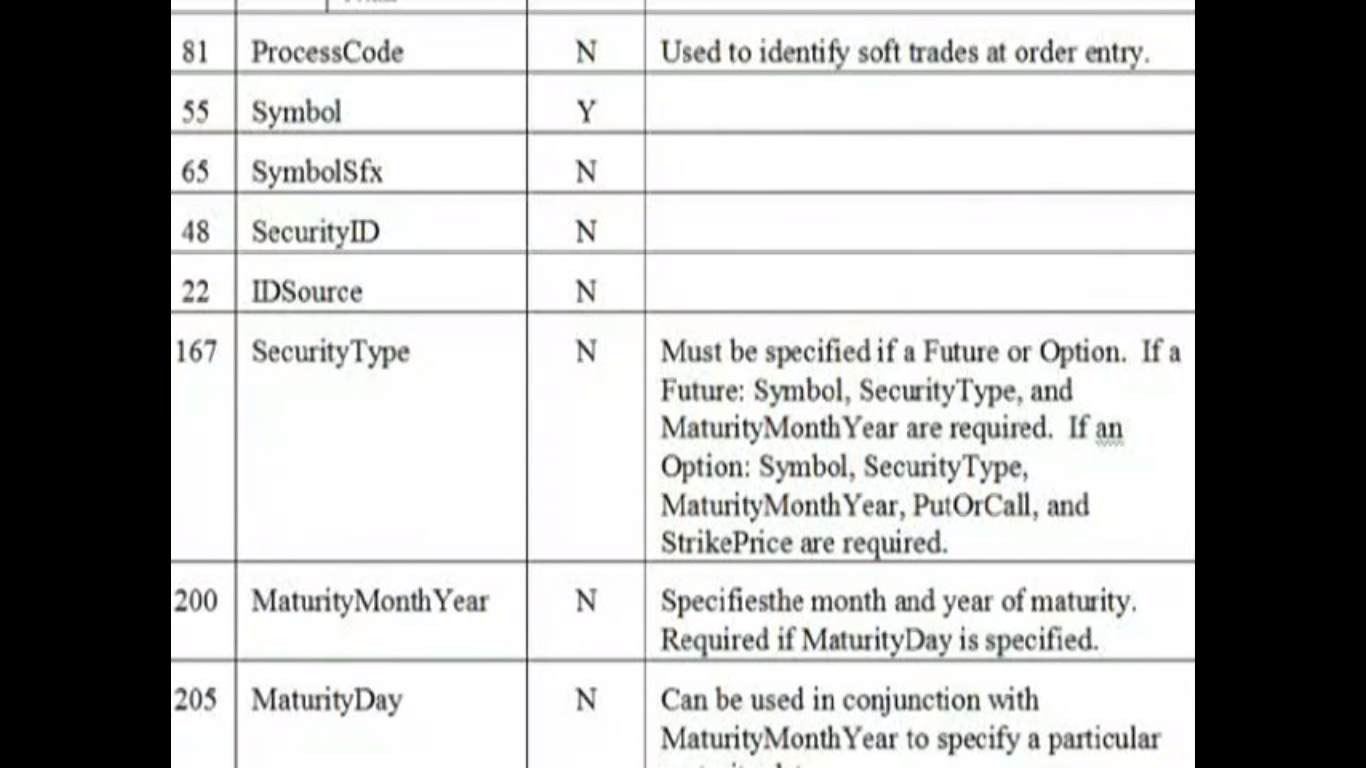 81 ProcessCode N Used to identify soft trades at order entry.
55 Symbol Y
65 SymbolSfx N
48 SecurityID N
22 IDSource N
167 SecurityType N Must be specified if a Future or Option. If a
Future: Symbol, SecurityType, and
MaturityMonthYear are required. If an
Option: Symbol, SecurityType,
MaturityMonthYear, PutOrCall, and
StrikePrice are required.
200 MaturityMonthYear N Specifiesthe month and year of maturity.
Required if MaturityDay is specified.
205 MaturityDay N Can be used in conjunction with
MaturityMonthYear to specify a particular